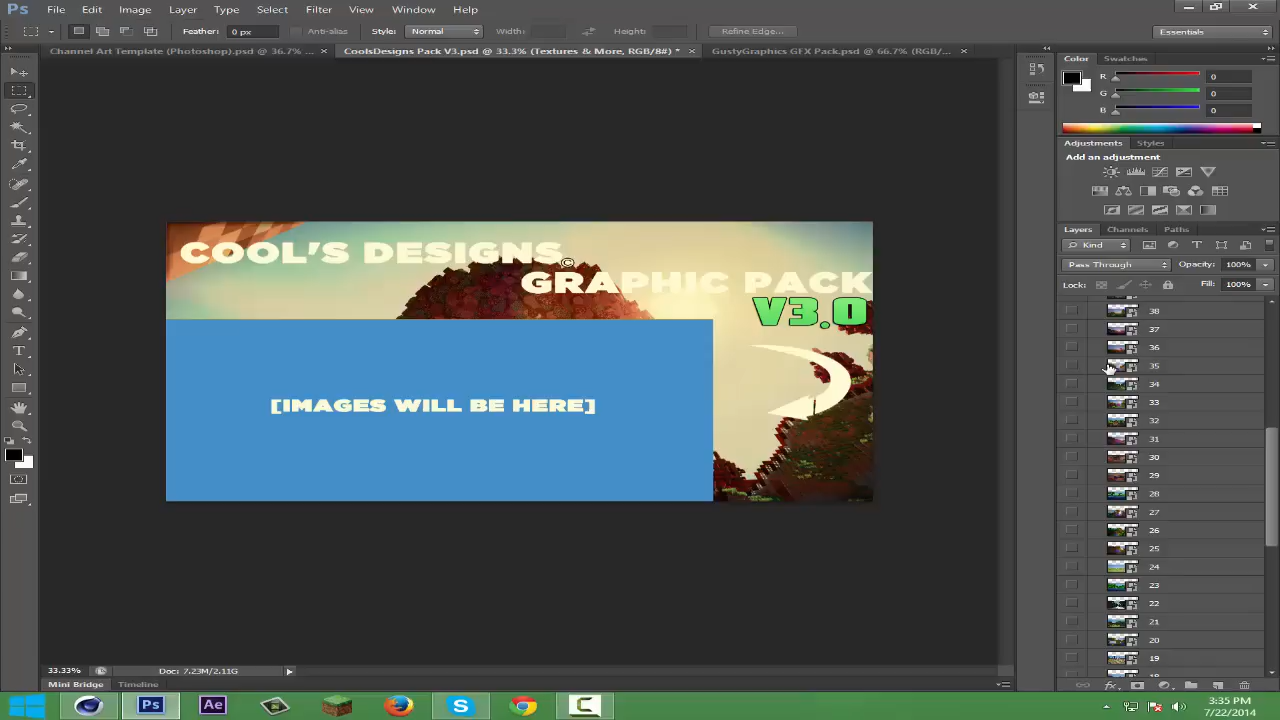 Ps File Edit Image Layer Type Select Filter View Window Help
Feather: 0 px Anti-alias Style: Normal Width: Height: Refine Edge... Essentials
Channel Art Template (Photoshop).psd @ 36.7% ... × CoolsDesigns Pack V3.psd @ 33.3% (Textures & More, RGB/8#) * × GustyGraphics GFX Pack.psd @ 66.7% (RGB/... ×
Color Swatches
R 0
G 0
B 0
Adjustments Styles
Add an adjustment
Layers Channels Paths
Kind
Pass Through Opacity: 100%
Lock: Fill: 100%
COOL'S DESIGNS©
GRAPHIC PACK
V3.0
[IMAGES WILL BE HERE]
38
37
36
35
34
33
32
31
30
29
28
27
26
25
24
23
22
21
20
19
33.33% Doc: 7.23M/2.11G
Mini Bridge Timeline
Ps Ae S C
3:35 PM
7/22/2014